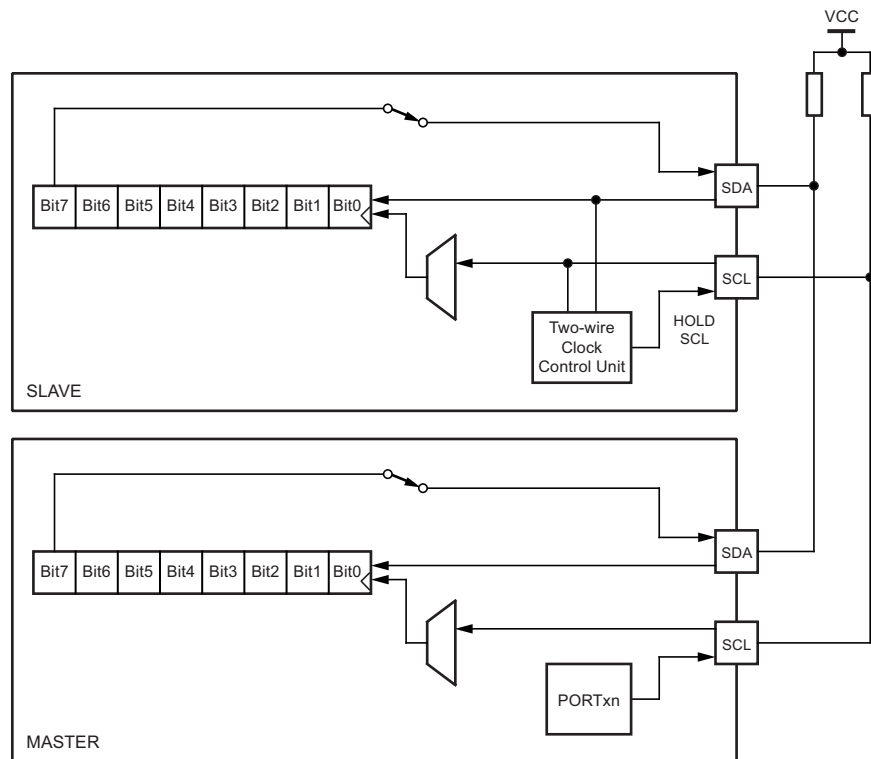 VCC
SDA
Bit7 Bit6 Bit5 Bit4 Bit3 Bit2 Bit1 Bit0
SCL
Two-wire
Clock
Control Unit
HOLD
SCL
SLAVE
SDA
Bit7 Bit6 Bit5 Bit4 Bit3 Bit2 Bit1 Bit0
SCL
PORTxn
MASTER